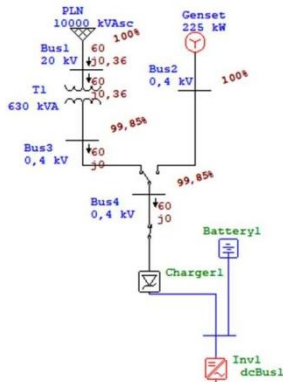 PLN
10000 kVAsc
100%
Bus1
20 kV
60
j0,36
T1
630 kVA
60
j0,36
Genset
225 kW
Bus2
0,4 kV
100%
99,85%
Bus3
0,4 kV
60
j0
99,85%
Bus4
0,4 kV
60
j0
Battery1
Charger1
Inv1
dcBus1